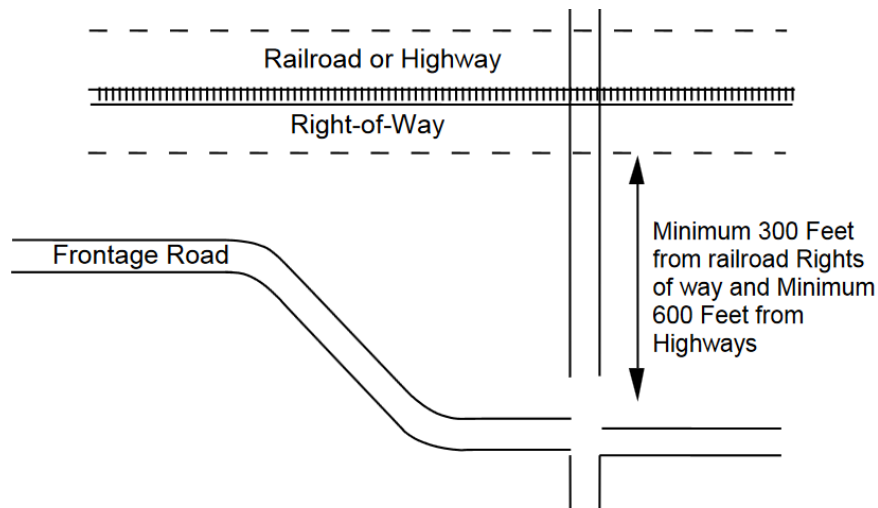 Railroad or Highway
Right-of-Way
Frontage Road
Minimum 300 Feet
from railroad Rights
of way and Minimum
600 Feet from
Highways